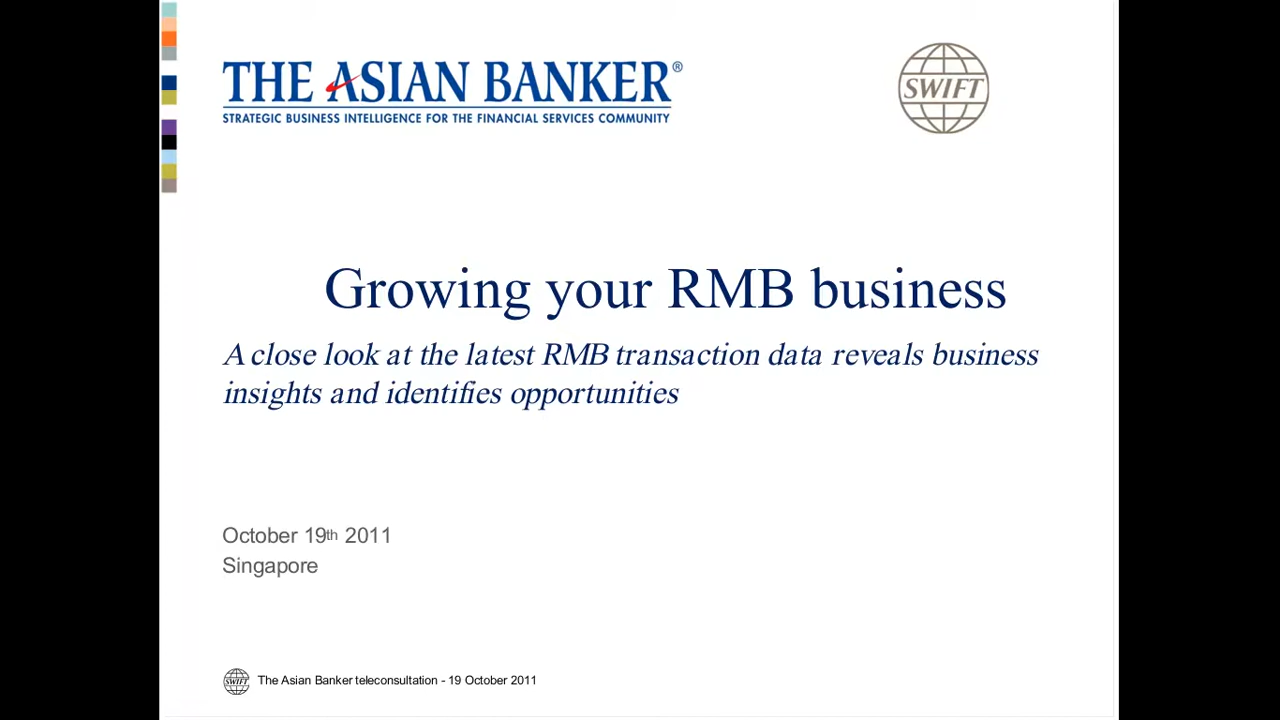 THE ASIAN BANKER®
STRATEGIC BUSINESS INTELLIGENCE FOR THE FINANCIAL SERVICES COMMUNITY
SWIFT
Growing your RMB business
A close look at the latest RMB transaction data reveals business
insights and identifies opportunities
October 19th 2011
Singapore
SWIFT The Asian Banker teleconsultation - 19 October 2011